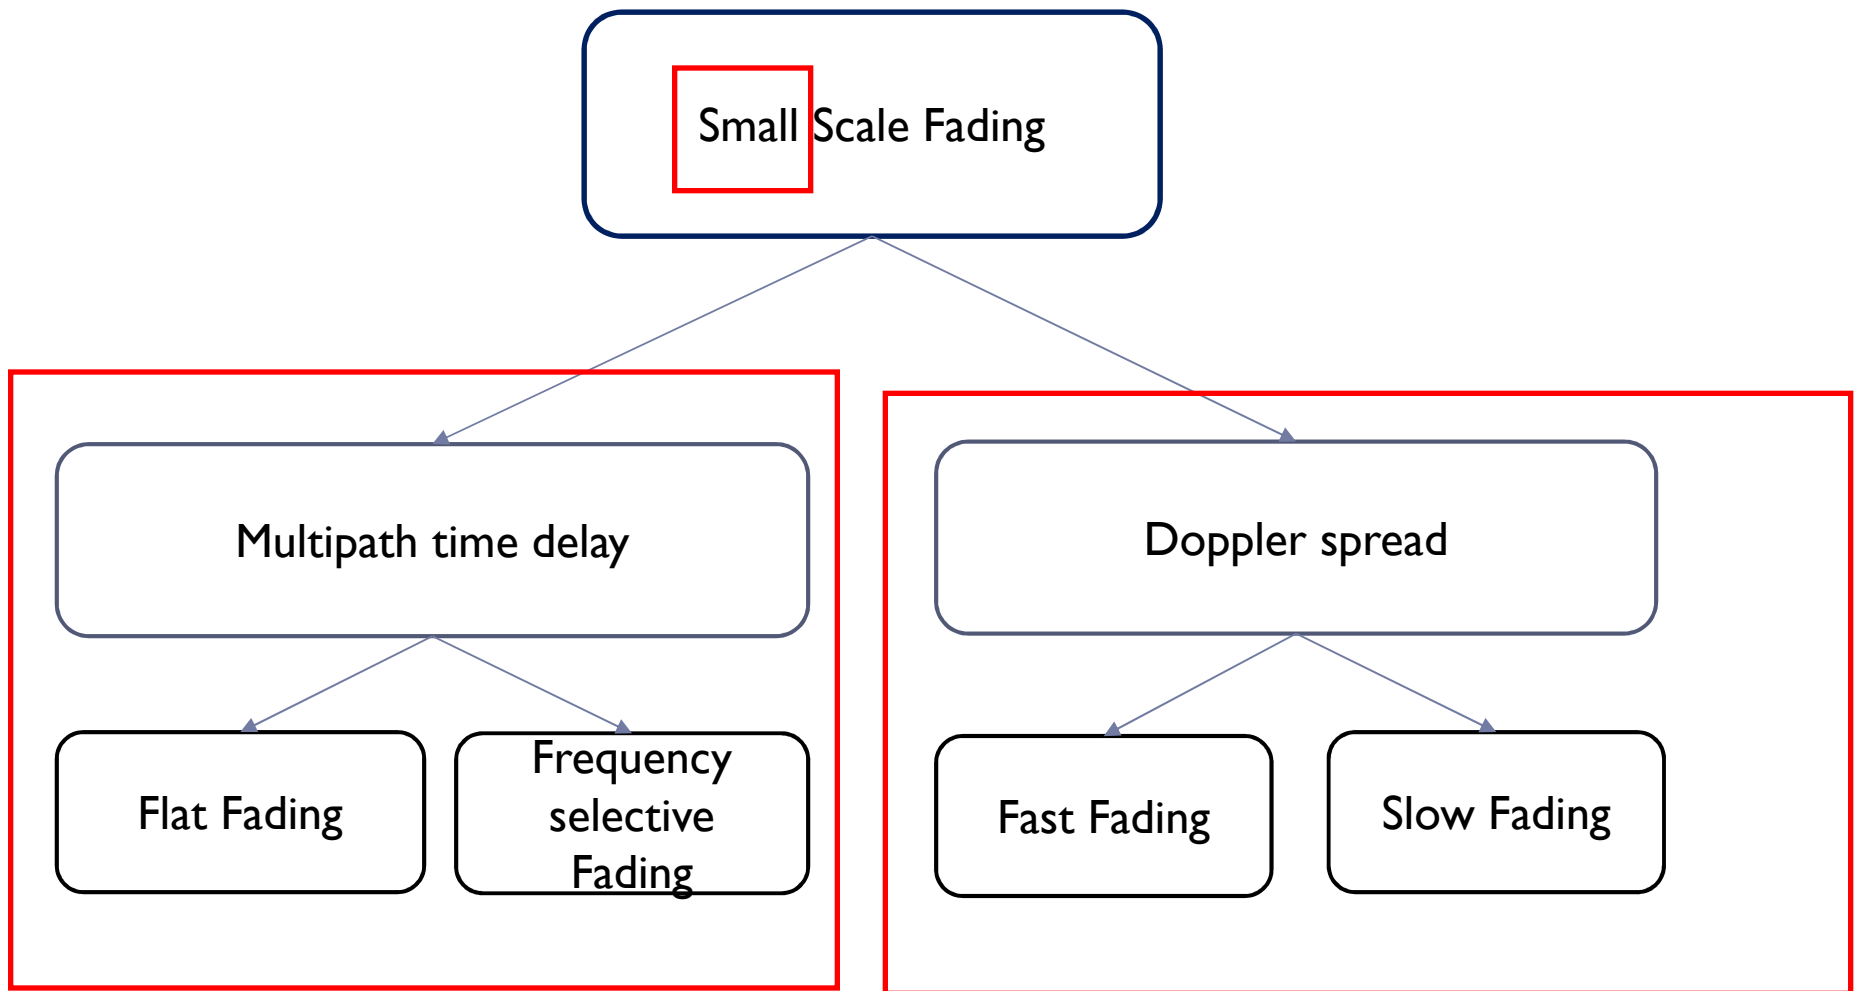 Small Scale Fading
Multipath time delay
Doppler spread
Flat Fading
Frequency
selective
Fading
Fast Fading
Slow Fading